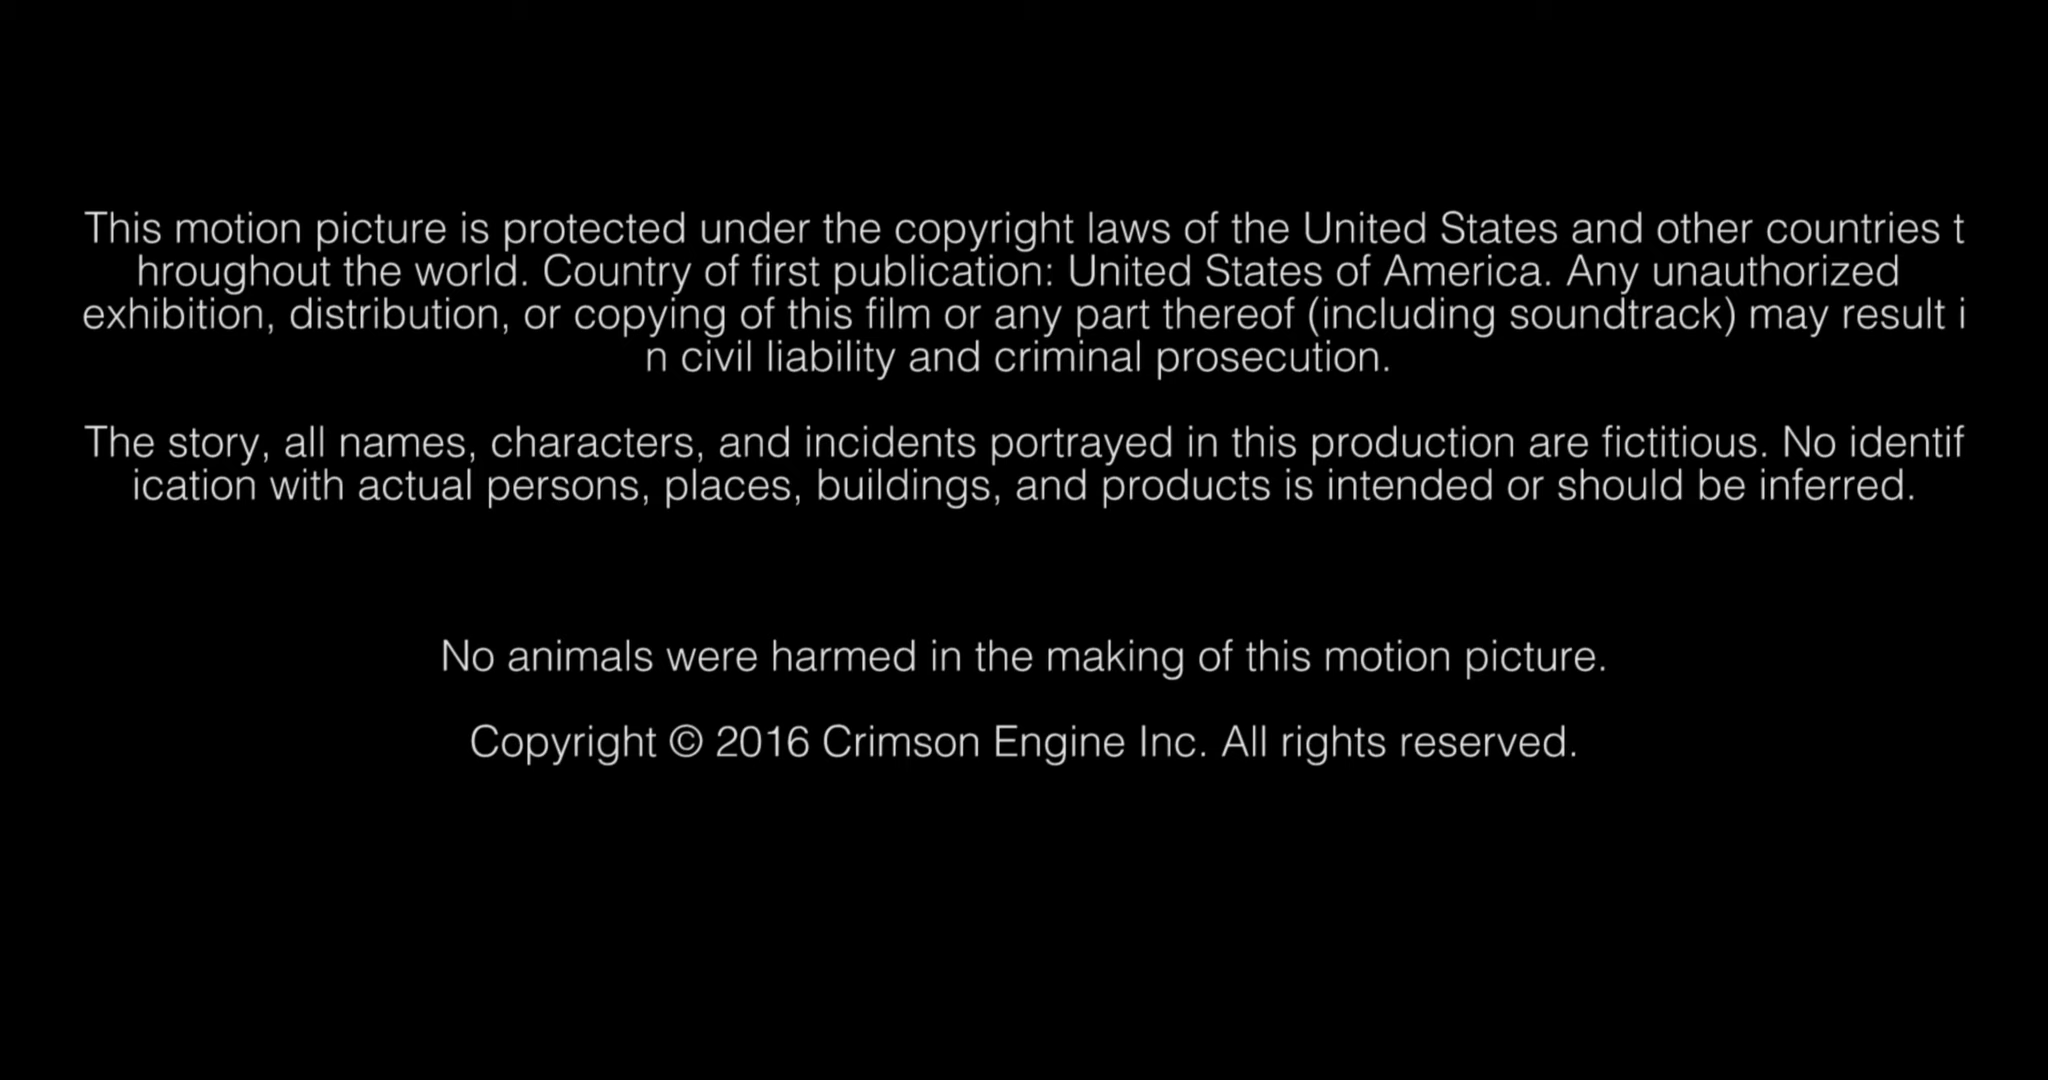 This motion picture is protected under the copyright laws of the United States and other countries t
hroughout the world. Country of first publication: United States of America. Any unauthorized
exhibition, distribution, or copying of this film or any part thereof (including soundtrack) may result i
n civil liability and criminal prosecution.
The story, all names, characters, and incidents portrayed in this production are fictitious. No identif
ication with actual persons, places, buildings, and products is intended or should be inferred.
No animals were harmed in the making of this motion picture.
Copyright © 2016 Crimson Engine Inc. All rights reserved.